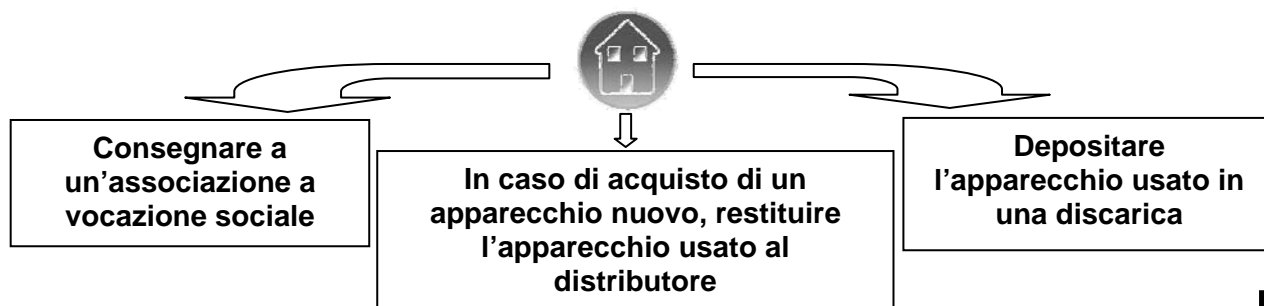 Consegnare a
un’associazione a
vocazione sociale
In caso di acquisto di un
apparecchio nuovo, restituire
l’apparecchio usato al
distributore
Depositare
l’apparecchio usato in
una discarica